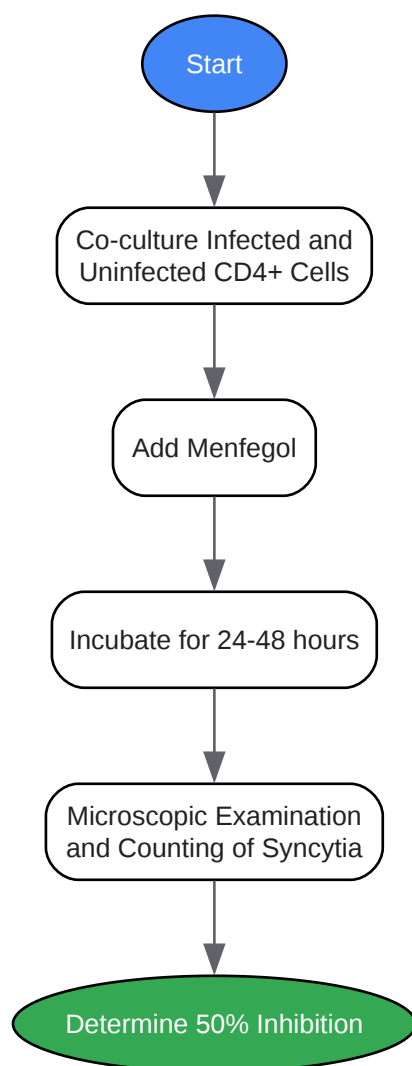 Start
Co-culture Infected and
Uninfected CD4+ Cells
Add Menfegol
Incubate for 24-48 hours
Microscopic Examination
and Counting of Syncytia
Determine 50% Inhibition